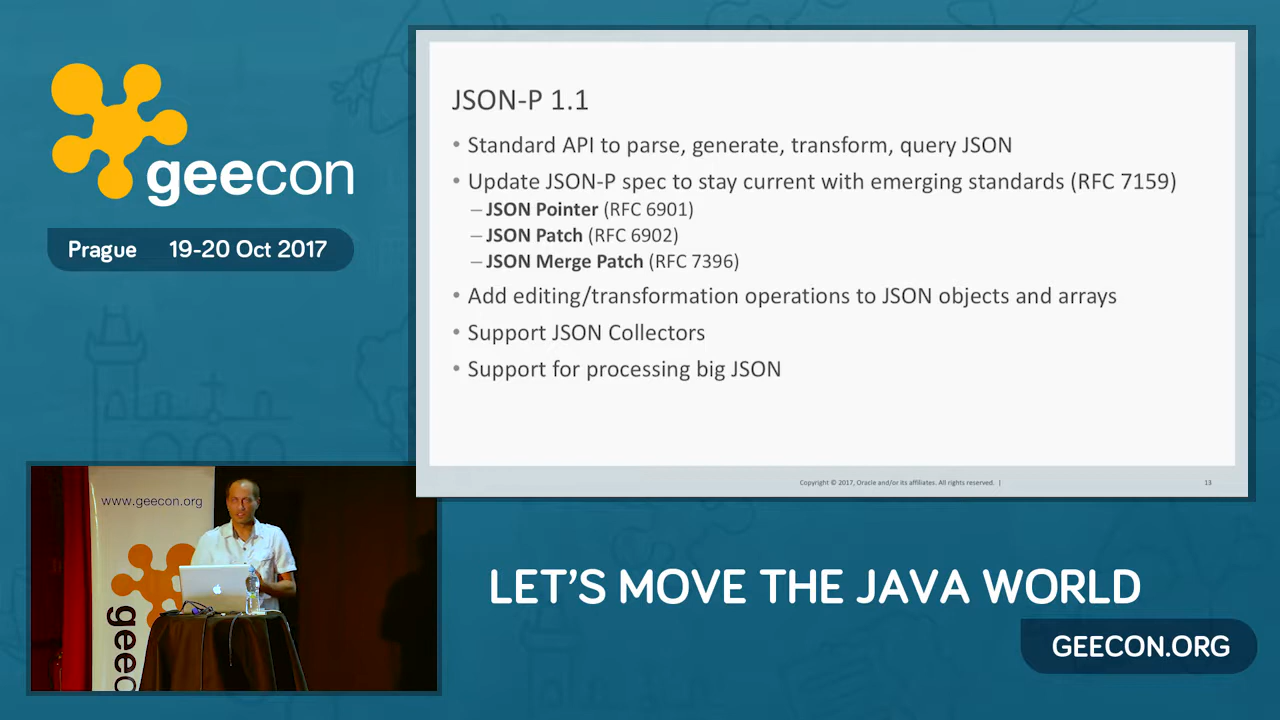 geecon
Prague 19-20 Oct 2017
JSON-P 1.1
• Standard API to parse, generate, transform, query JSON
• Update JSON-P spec to stay current with emerging standards (RFC 7159)
– JSON Pointer (RFC 6901)
– JSON Patch (RFC 6902)
– JSON Merge Patch (RFC 7396)
• Add editing/transformation operations to JSON objects and arrays
• Support JSON Collectors
• Support for processing big JSON
Copyright © 2017, Oracle and/or its affiliates. All rights reserved. |
13
www.geecon.org
geeco
LET'S MOVE THE JAVA WORLD
GEECON.ORG